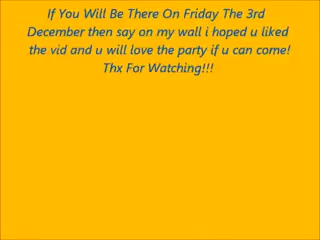 If You Will Be There On Friday The 3rd
December then say on my wall i hoped u liked
the vid and u will love the party if u can come!
Thx For Watching!!!